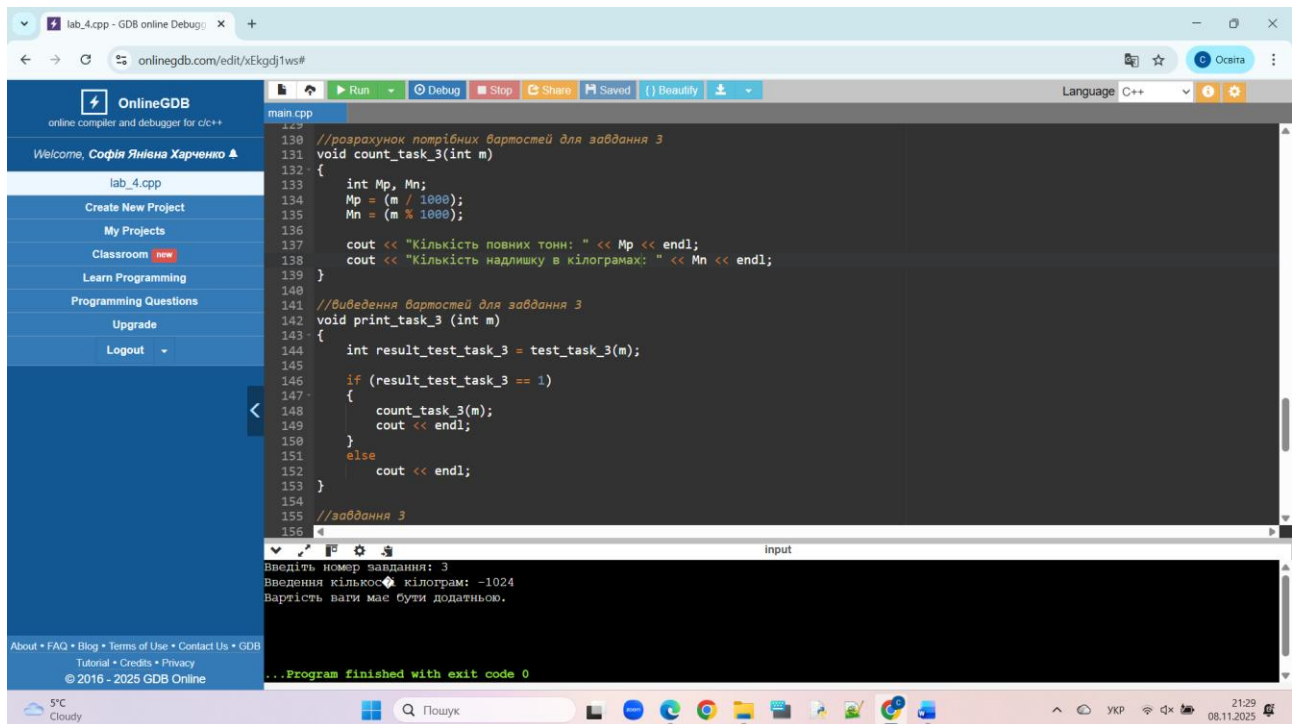 lab_4.cpp - GDB online Debugg
onlinegdb.com/edit/xEkgdj1ws#
Освіта
OnlineGDB
online compiler and debugger for c/c++
Welcome, Софія Янівна Харченко
lab_4.cpp
Create New Project
My Projects
Classroom new
Learn Programming
Programming Questions
Upgrade
Logout
About • FAQ • Blog • Terms of Use • Contact Us • GDB
Tutorial • Credits • Privacy
© 2016 - 2025 GDB Online
Run Debug Stop Share Saved {} Beautify
Language C++
main.cpp
129
130 //розрахунок потрібних вартостей для завдання 3
131 void count_task_3(int m)
132 {
133 int Mp, Mn;
134 Mp = (m / 1000);
135 Mn = (m % 1000);
136
137 cout << "Кількість повних тонн: " << Mp << endl;
138 cout << "Кількість надлишку в кілограмах: " << Mn << endl;
139 }
140
141 //виведення вартостей для завдання 3
142 void print_task_3 (int m)
143 {
144 int result_test_task_3 = test_task_3(m);
145
146 if (result_test_task_3 == 1)
147 {
148 count_task_3(m);
149 cout << endl;
150 }
151 else
152 cout << endl;
153 }
154
155 //завдання 3
156
input
Введіть номер завдання: 3
Введення кількос�і кілограм: -1024
Вартість ваги має бути додатньою.
...Program finished with exit code 0
5°C
Cloudy
Пошук
УКР
21:29
08.11.2025